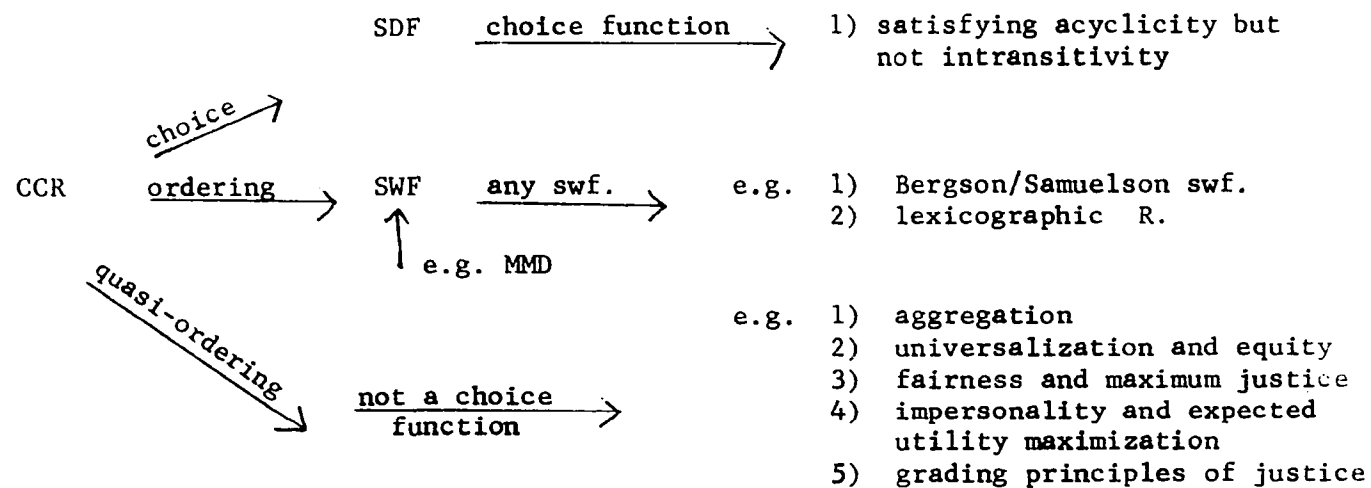 SDF choice function 1) satisfying acyclicity but
not intransitivity
choice
CCR ordering SWF any swf. e.g. 1) Bergson/Samuelson swf.
2) lexicographic R.
e.g. MMD
quasi-ordering
e.g. 1) aggregation
2) universalization and equity
3) fairness and maximum justice
not a choice
function
4) impersonality and expected
utility maximization
5) grading principles of justice